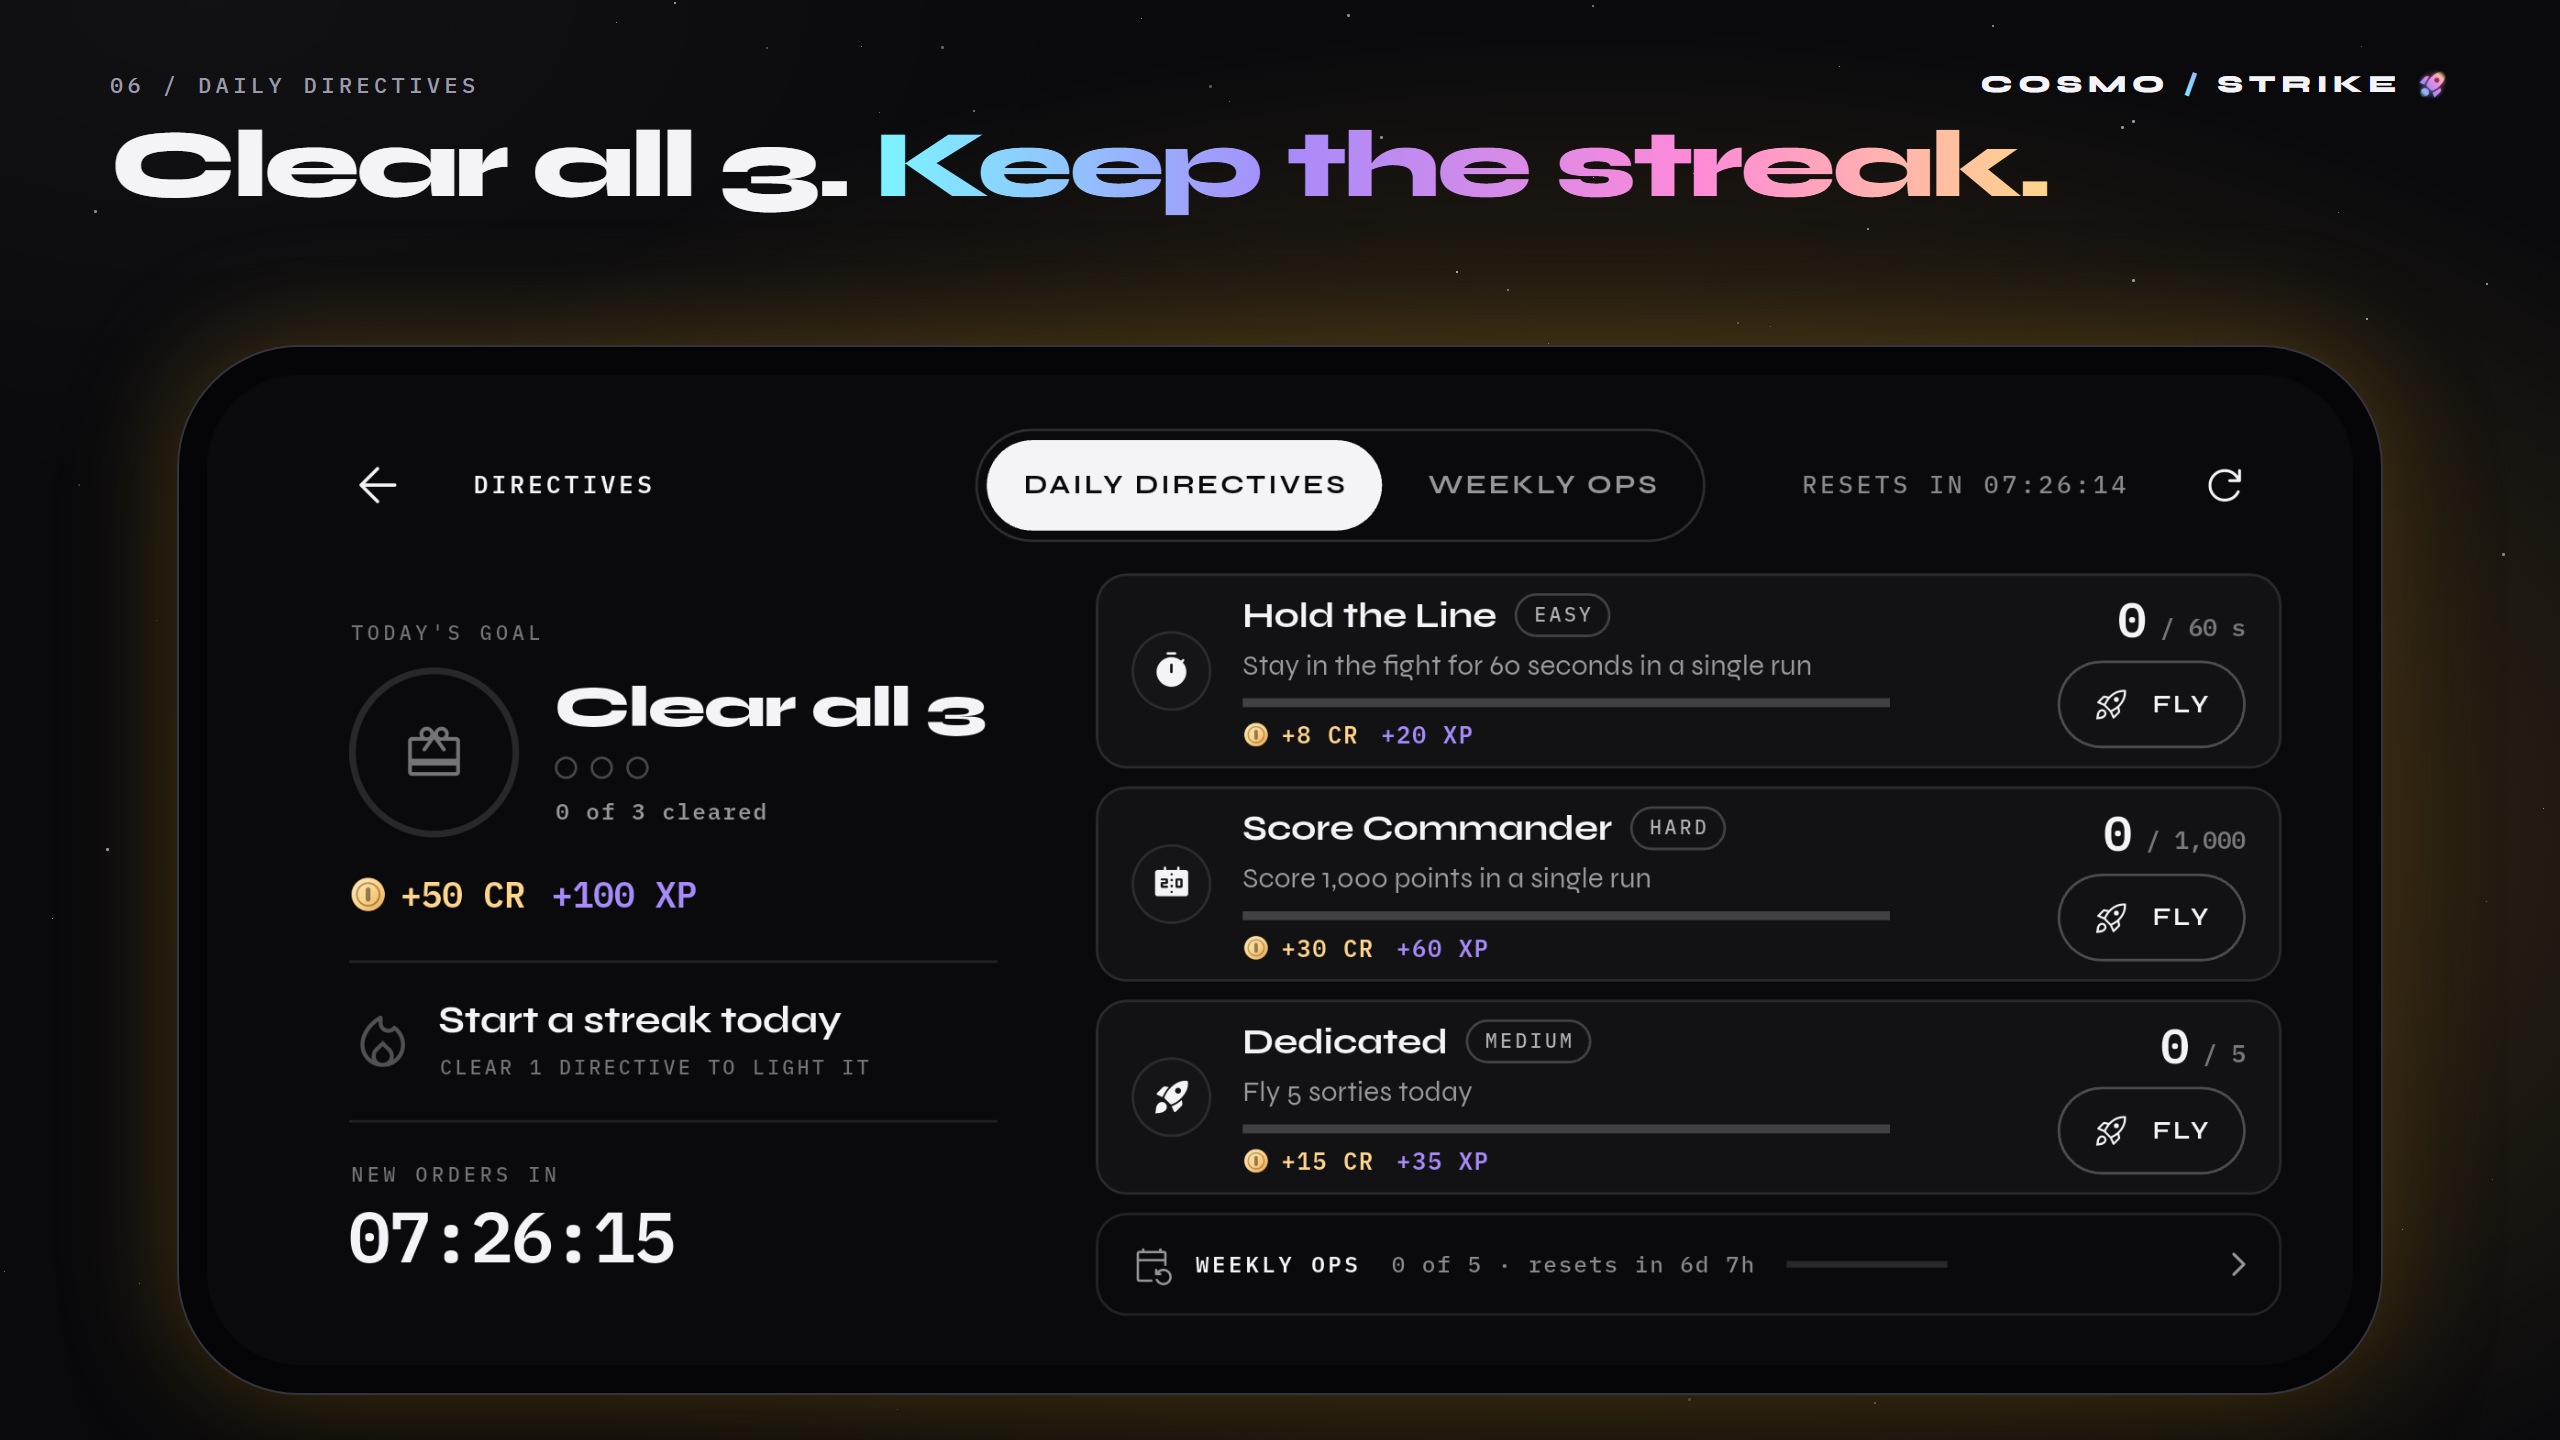 06 / DAILY DIRECTIVES
COSMO / STRIKE
Clear all 3. Keep the streak.
DIRECTIVES
DAILY DIRECTIVES
WEEKLY OPS
RESETS IN 07:26:14
TODAY'S GOAL
Clear all 3
0 of 3 cleared
+50 CR +100 XP
Start a streak today
CLEAR 1 DIRECTIVE TO LIGHT IT
NEW ORDERS IN
07:26:15
Hold the Line EASY
0 / 60 s
Stay in the fight for 60 seconds in a single run
FLY
+8 CR +20 XP
Score Commander HARD
0 / 1,000
Score 1,000 points in a single run
FLY
+30 CR +60 XP
Dedicated MEDIUM
0 / 5
Fly 5 sorties today
FLY
+15 CR +35 XP
WEEKLY OPS 0 of 5 · resets in 6d 7h